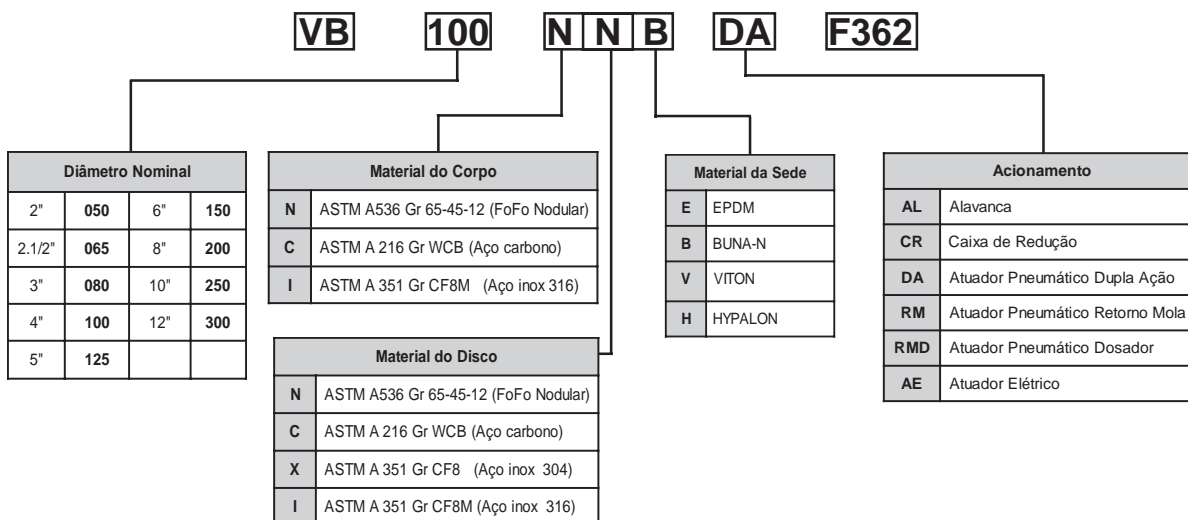 VB 100 N N B DA F362
Diâmetro Nominal
2" 050 6" 150
2.1/2" 065 8" 200
3" 080 10" 250
4" 100 12" 300
5" 125
Material do Corpo
N ASTM A536 Gr 65-45-12 (FoFo Nodular)
C ASTM A 216 Gr WCB (Aço carbono)
I ASTM A 351 Gr CF8M (Aço inox 316)
Material do Disco
N ASTM A536 Gr 65-45-12 (FoFo Nodular)
C ASTM A 216 Gr WCB (Aço carbono)
X ASTM A 351 Gr CF8 (Aço inox 304)
I ASTM A 351 Gr CF8M (Aço inox 316)
Material da Sede
E EPDM
B BUNA-N
V VITON
H HYPALON
Acionamento
AL Alavanca
CR Caixa de Redução
DA Atuador Pneumático Dupla Ação
RM Atuador Pneumático Retorno Mola
RMD Atuador Pneumático Dosador
AE Atuador Elétrico